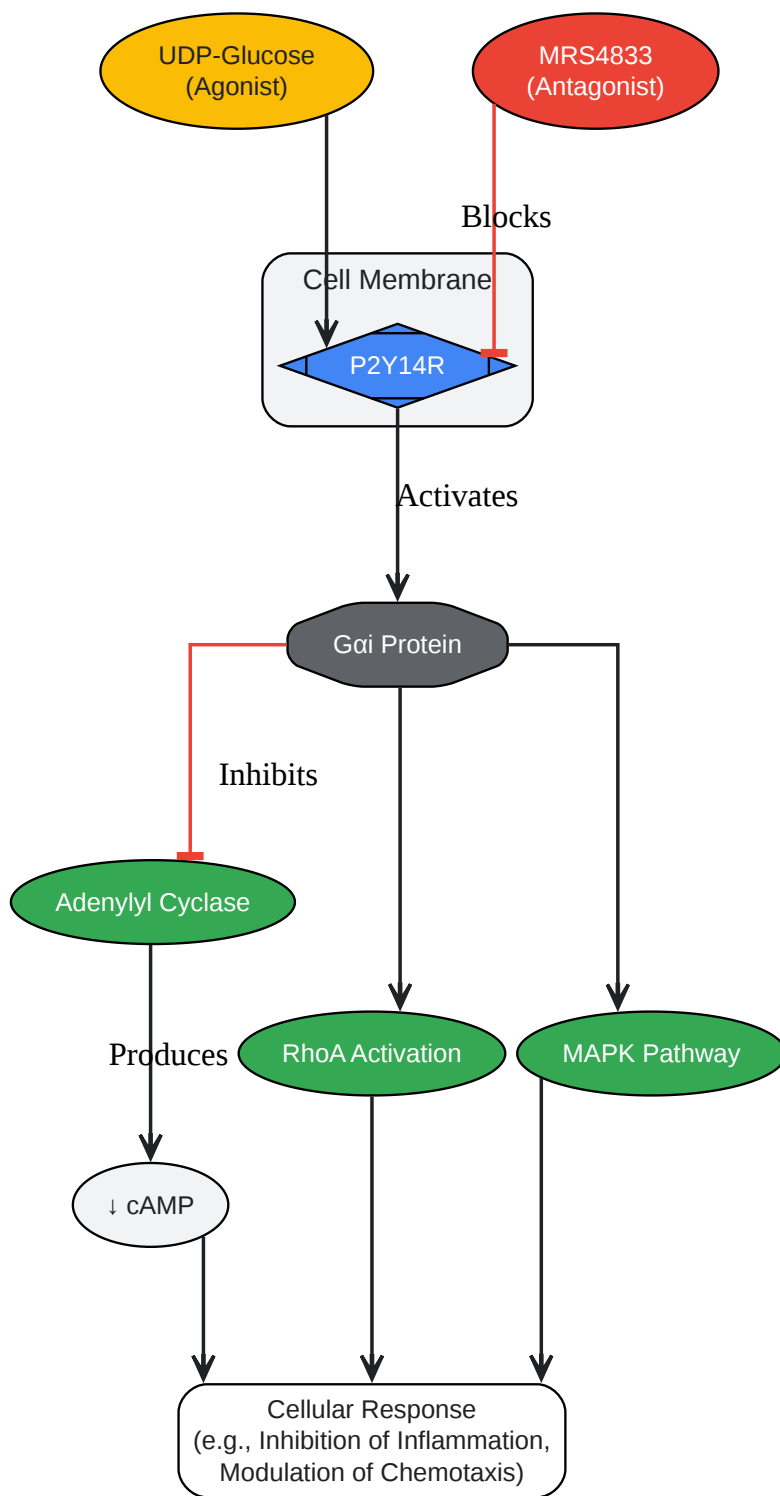 UDP-Glucose
(Agonist)
MRS4833
(Antagonist)
Blocks
Cell Membrane
P2Y14R
Activates
Gαi Protein
Inhibits
Adenylyl Cyclase
Produces
RhoA Activation
MAPK Pathway
↓ cAMP
Cellular Response
(e.g., Inhibition of Inflammation,
Modulation of Chemotaxis)